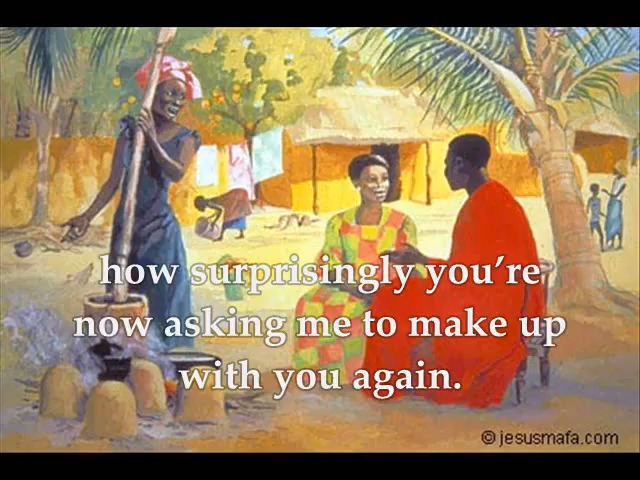 how surprisingly you're
now asking me to make up
with you again.
© jesusmafa.com